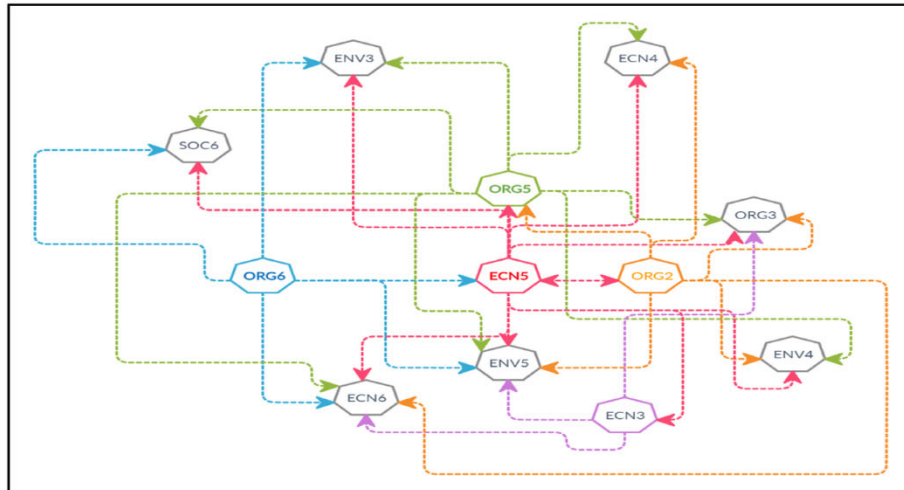 ENV3
ECN4
SOC6
ORG5
ORG3
ORG6
ECN5
ORG2
ENV5
ENV4
ECN6
ECN3